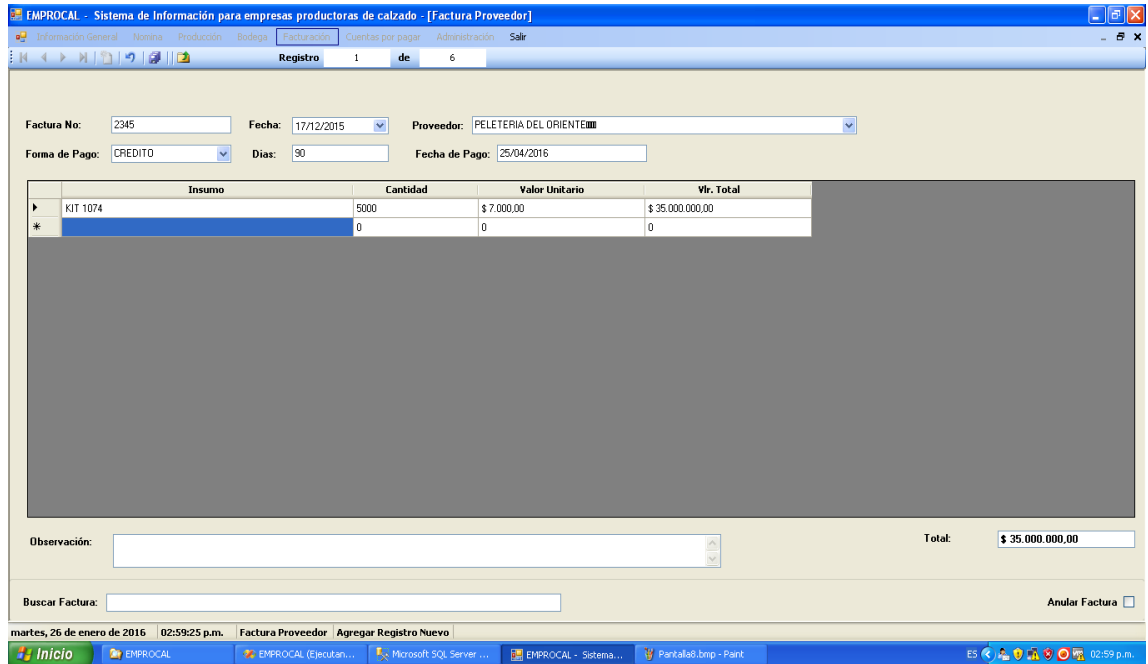 EMPROCAL - Sistema de Información para empresas productoras de calzado - [Factura Proveedor]
Información General Nomina Producción Bodega Facturación Cuentas por pagar Administración Salir
Registro 1 de 6
Factura No: 2345 Fecha: 17/12/2015 Proveedor: PELETERIA DEL ORIENTE
Forma de Pago: CREDITO Dias: 90 Fecha de Pago: 25/04/2016
Insumo Cantidad Valor Unitario Vlr. Total
KIT 1074 5000 $ 7.000,00 $ 35.000.000,00
0 0 0
Observación: Total: $ 35.000.000,00
Buscar Factura: Anular Factura
martes, 26 de enero de 2016 02:59:25 p.m. Factura Proveedor Agregar Registro Nuevo
Inicio EMPROCAL EMPROCAL (Ejecutan... Microsoft SQL Server ... EMPROCAL - Sistema... Pantalla8.bmp - Paint ES 02:59 p.m.